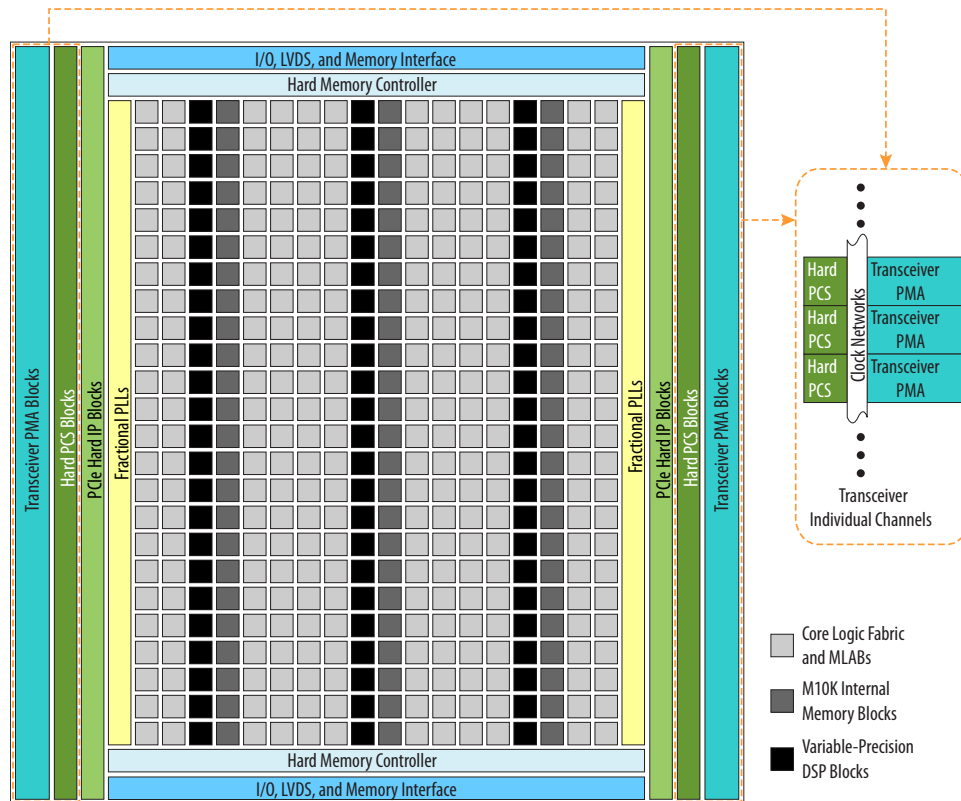 I/O, LVDS, and Memory Interface
Hard Memory Controller
Transceiver PMA Blocks
Hard PCS Blocks
PCIe Hard IP Blocks
Fractional PLLs
Fractional PLLs
PCIe Hard IP Blocks
Hard PCS Blocks
Transceiver PMA Blocks
Hard Memory Controller
I/O, LVDS, and Memory Interface
Hard
PCS
Hard
PCS
Hard
PCS
Clock Networks
Transceiver
PMA
Transceiver
PMA
Transceiver
PMA
Transceiver
Individual Channels
Core Logic Fabric
and MLABs
M10K Internal
Memory Blocks
Variable-Precision
DSP Blocks